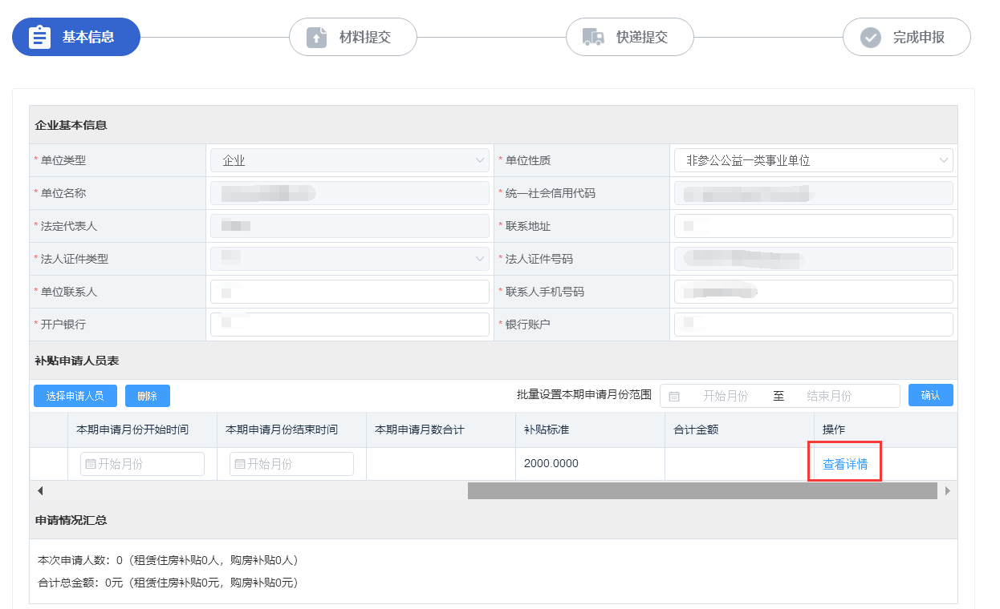 基本信息
材料提交
快递提交
完成申报
企业基本信息
* 单位类型 企业 * 单位性质 非参公公益一类事业单位
* 单位名称 * 统一社会信用代码
* 法定代表人 * 联系地址
* 法人证件类型 * 法人证件号码
* 单位联系人 * 联系人手机号码
* 开户银行 * 银行账户
补贴申请人员表
选择申请人员 删除 批量设置本期申请月份范围 开始月份 至 结束月份 确认
本期申请月份开始时间 本期申请月份结束时间 本期申请月数合计 补贴标准 合计金额 操作
开始月份 开始月份 2000.0000 查看详情
申请情况汇总
本次申请人数：0（租赁住房补贴0人，购房补贴0人）
合计总金额：0元（租赁住房补贴0元，购房补贴0元）